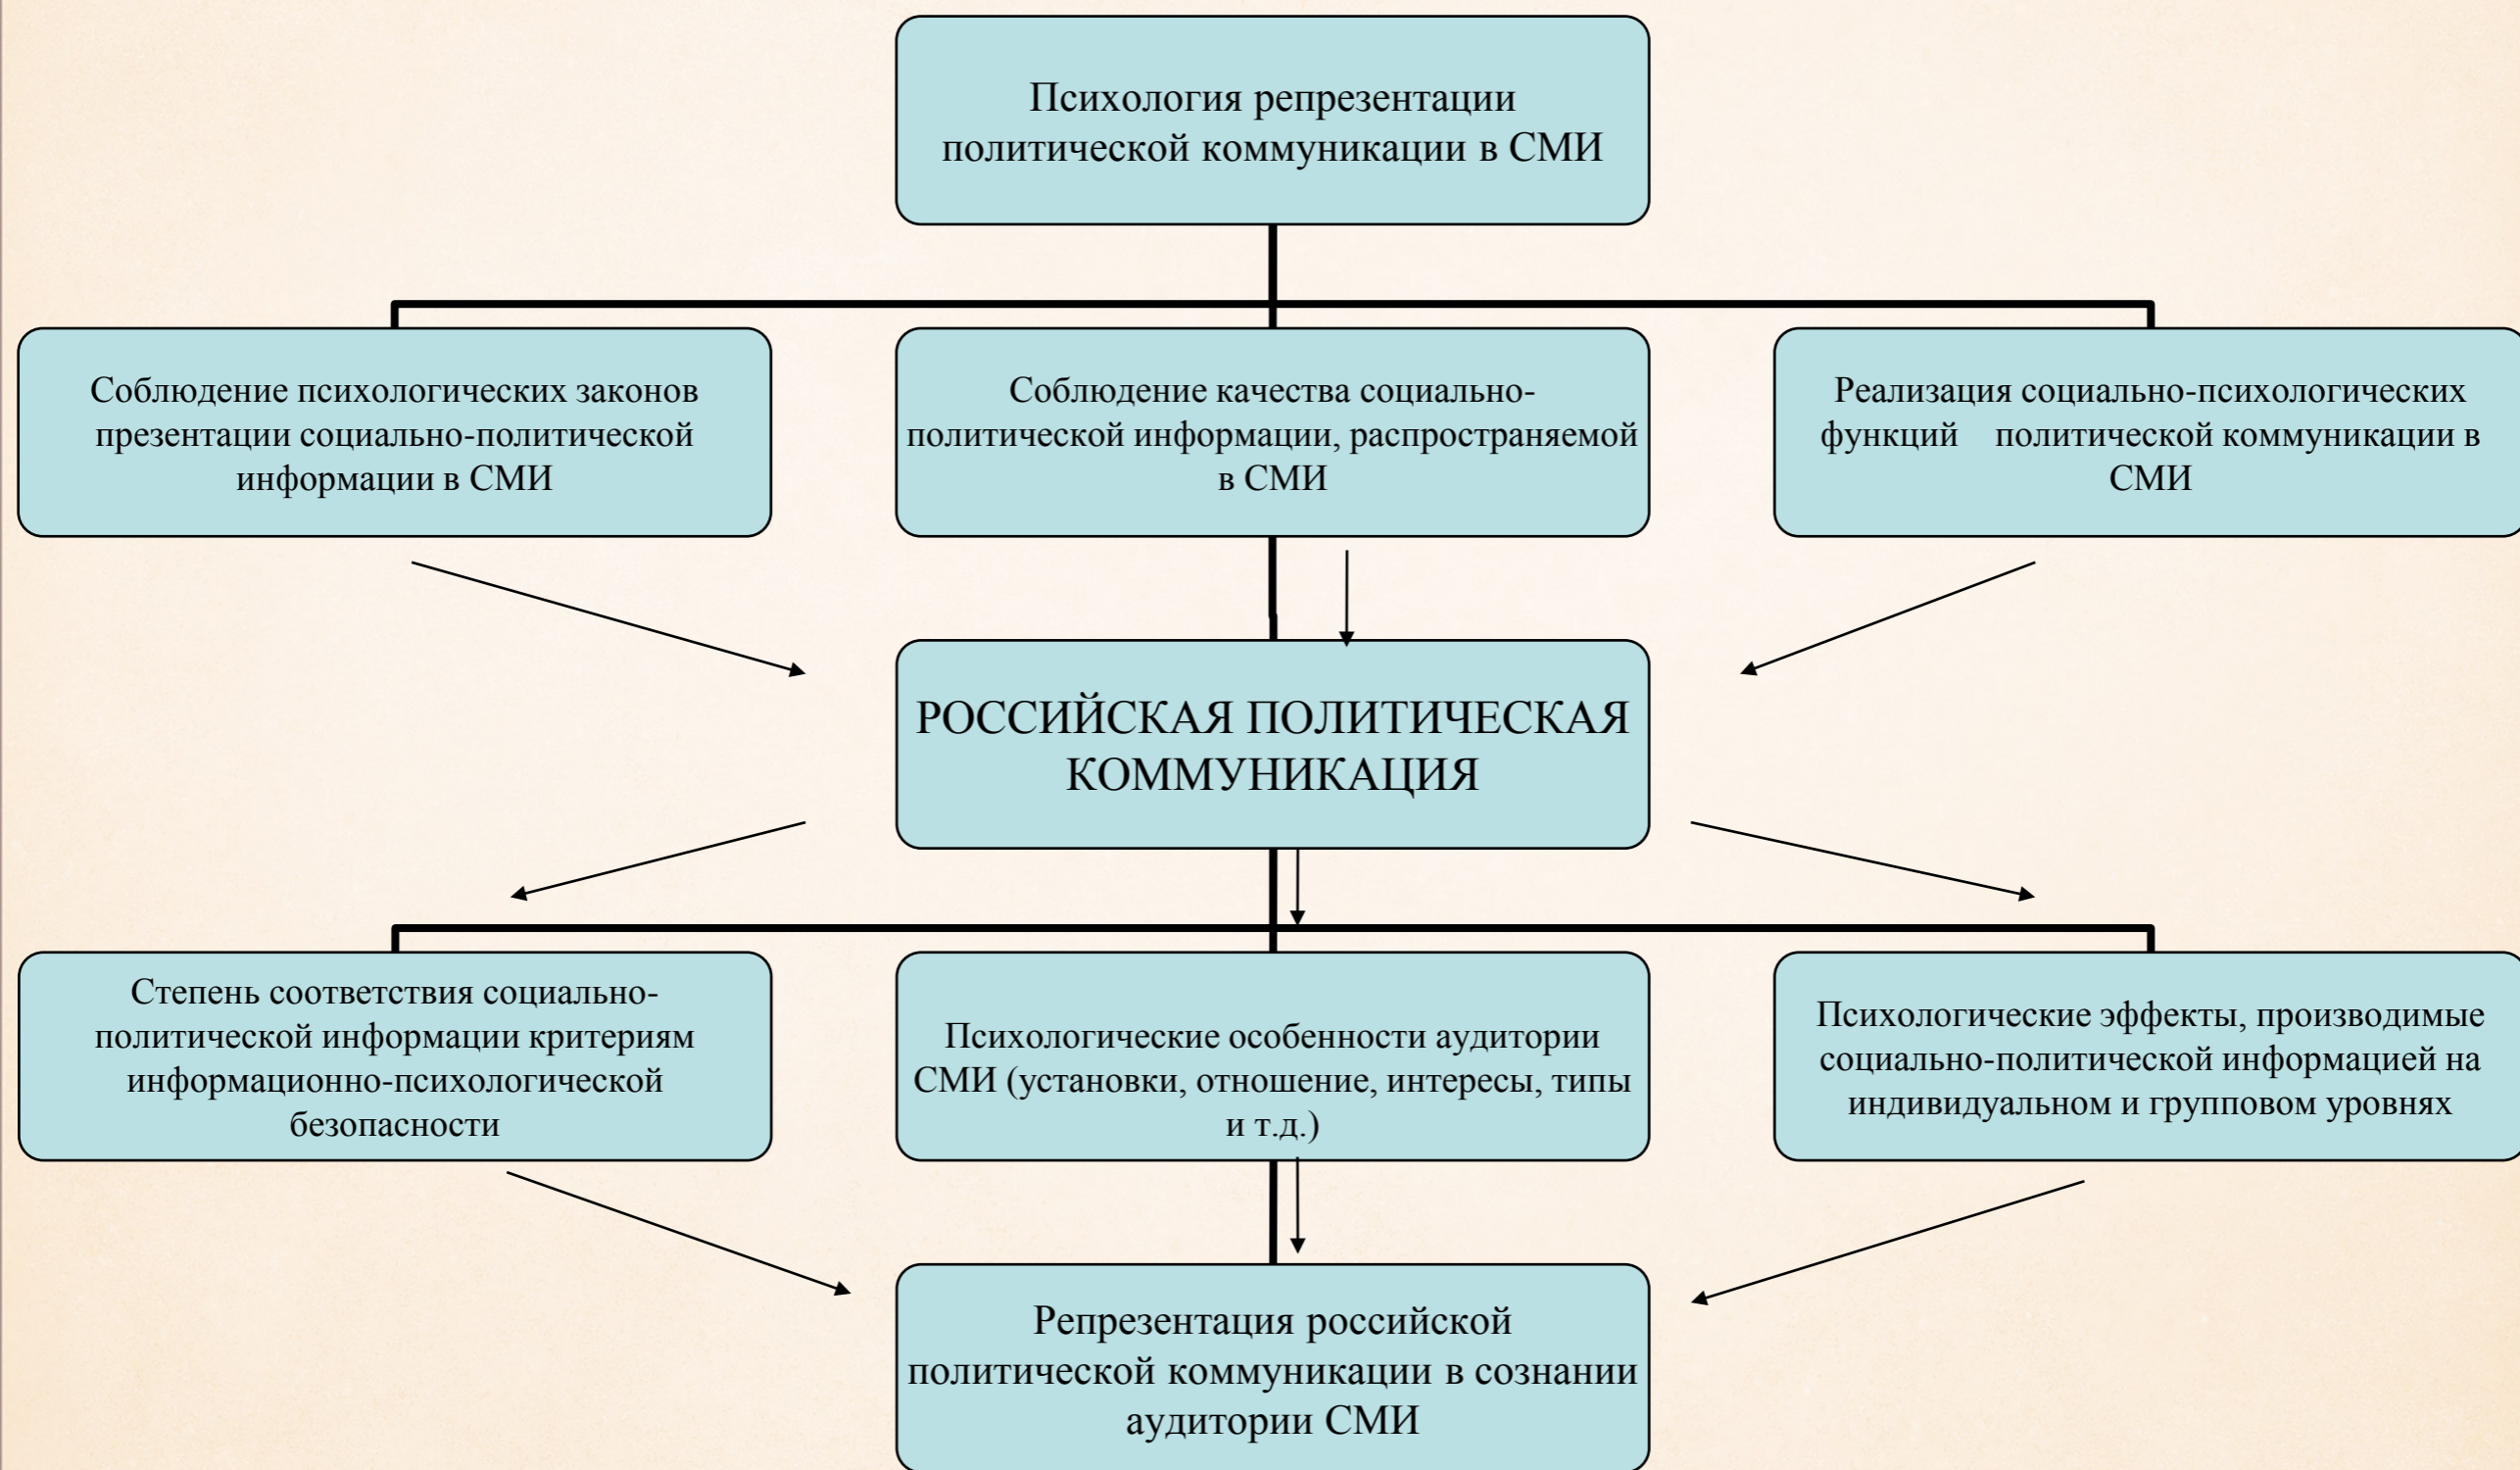 Психология репрезентации
политической коммуникации в СМИ
Соблюдение психологических законов
презентации социально-политической
информации в СМИ
Соблюдение качества социально-
политической информации, распространяемой
в СМИ
Реализация социально-психологических
функций политической коммуникации в
СМИ
РОССИЙСКАЯ ПОЛИТИЧЕСКАЯ
КОММУНИКАЦИЯ
Степень соответствия социально-
политической информации критериям
информационно-психологической
безопасности
Психологические особенности аудитории
СМИ (установки, отношение, интересы, типы
и т.д.)
Психологические эффекты, производимые
социально-политической информацией на
индивидуальном и групповом уровнях
Репрезентация российской
политической коммуникации в сознании
аудитории СМИ